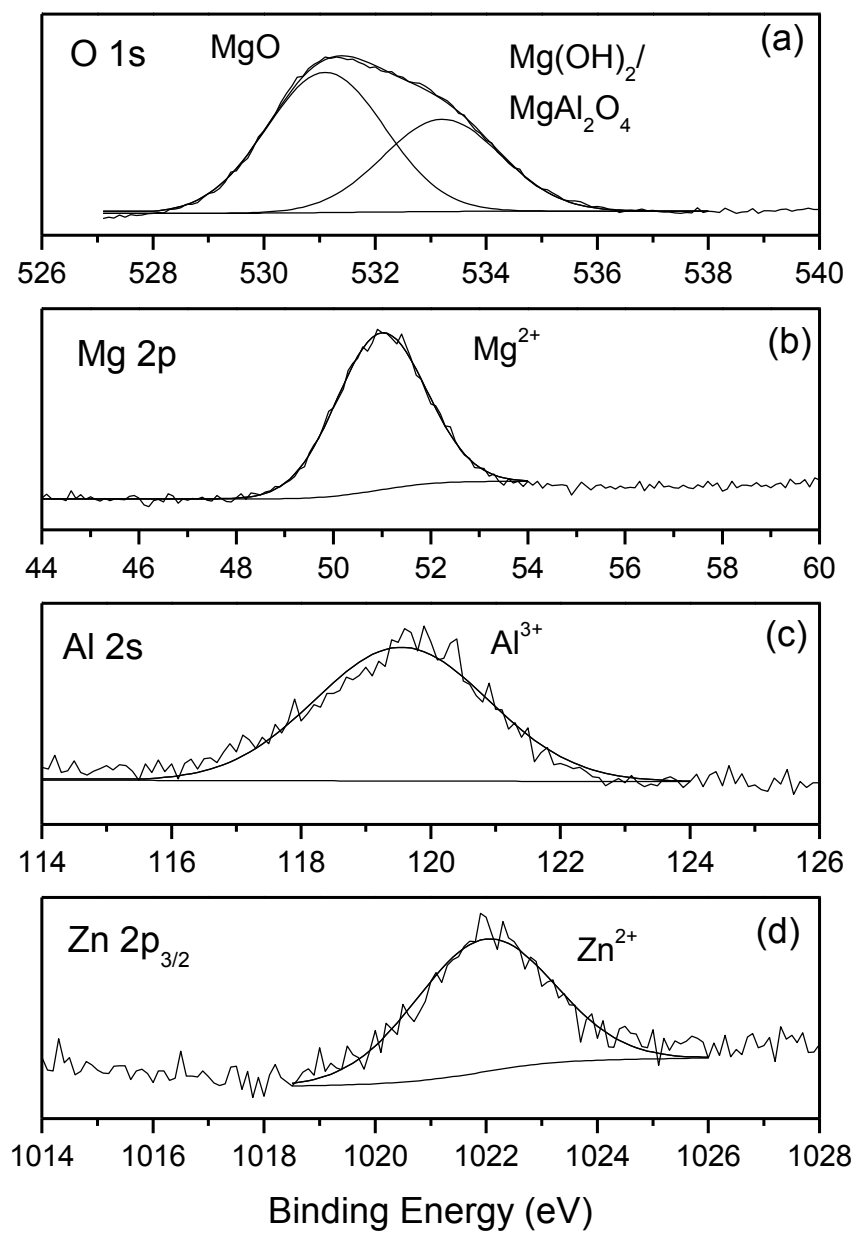 O 1s MgO Mg(OH)₂/ (a)
MgAl₂O₄
526 528 530 532 534 536 538 540
Mg 2p Mg²⁺ (b)
44 46 48 50 52 54 56 58 60
Al 2s Al³⁺ (c)
114 116 118 120 122 124 126
Zn 2p₃/₂ Zn²⁺ (d)
1014 1016 1018 1020 1022 1024 1026 1028
Binding Energy (eV)